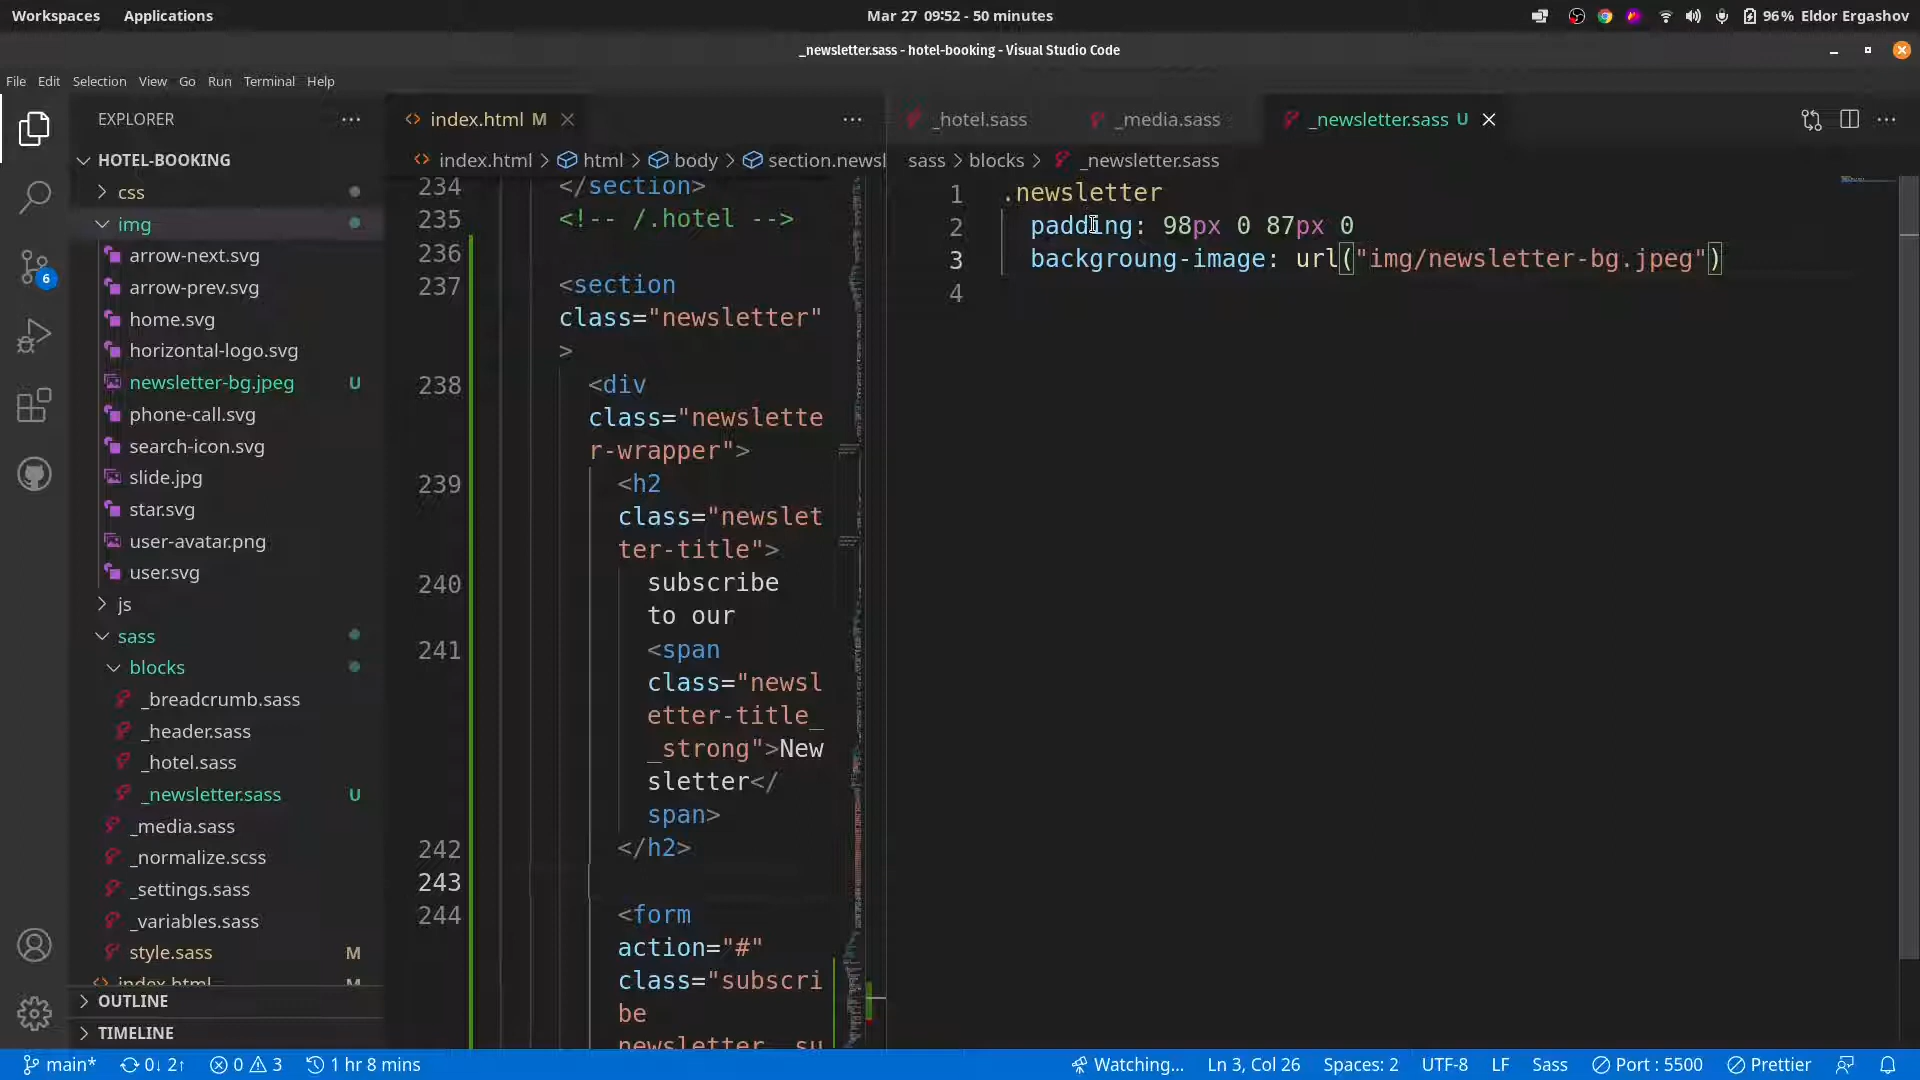 Workspaces Applications Mar 27 09:52 - 50 minutes 96% Eldor Ergashov
_newsletter.sass - hotel-booking - Visual Studio Code
File Edit Selection View Go Run Terminal Help
EXPLORER
HOTEL-BOOKING
css
img
arrow-next.svg
arrow-prev.svg
home.svg
horizontal-logo.svg
newsletter-bg.jpeg U
phone-call.svg
search-icon.svg
slide.jpg
star.svg
user-avatar.png
user.svg
js
sass
blocks
_breadcrumb.sass
_header.sass
_hotel.sass
_newsletter.sass U
_media.sass
_normalize.scss
_settings.sass
_variables.sass
style.sass M
index.html M
OUTLINE
TIMELINE
6
index.html M
index.html > html > body > section.newsl
234 </section>
235 <!-- /.hotel -->
236
237 <section
class="newsletter"
>
238 <div
class="newslette
r-wrapper">
239 <h2
class="newslet
ter-title">
240 subscribe
to our
241 <span
class="newsl
etter-title_
_strong">New
sletter</
span>
242 </h2>
243
244 <form
action="#"
class="subscri
be
newsletter__su
_hotel.sass _media.sass _newsletter.sass U
sass > blocks > _newsletter.sass
1 .newsletter
2 padding: 98px 0 87px 0
3 backgroung-image: url("img/newsletter-bg.jpeg")
4
main* 0↓ 2↑ 0 3 1 hr 8 mins Watching... Ln 3, Col 26 Spaces: 2 UTF-8 LF Sass Port : 5500 Prettier